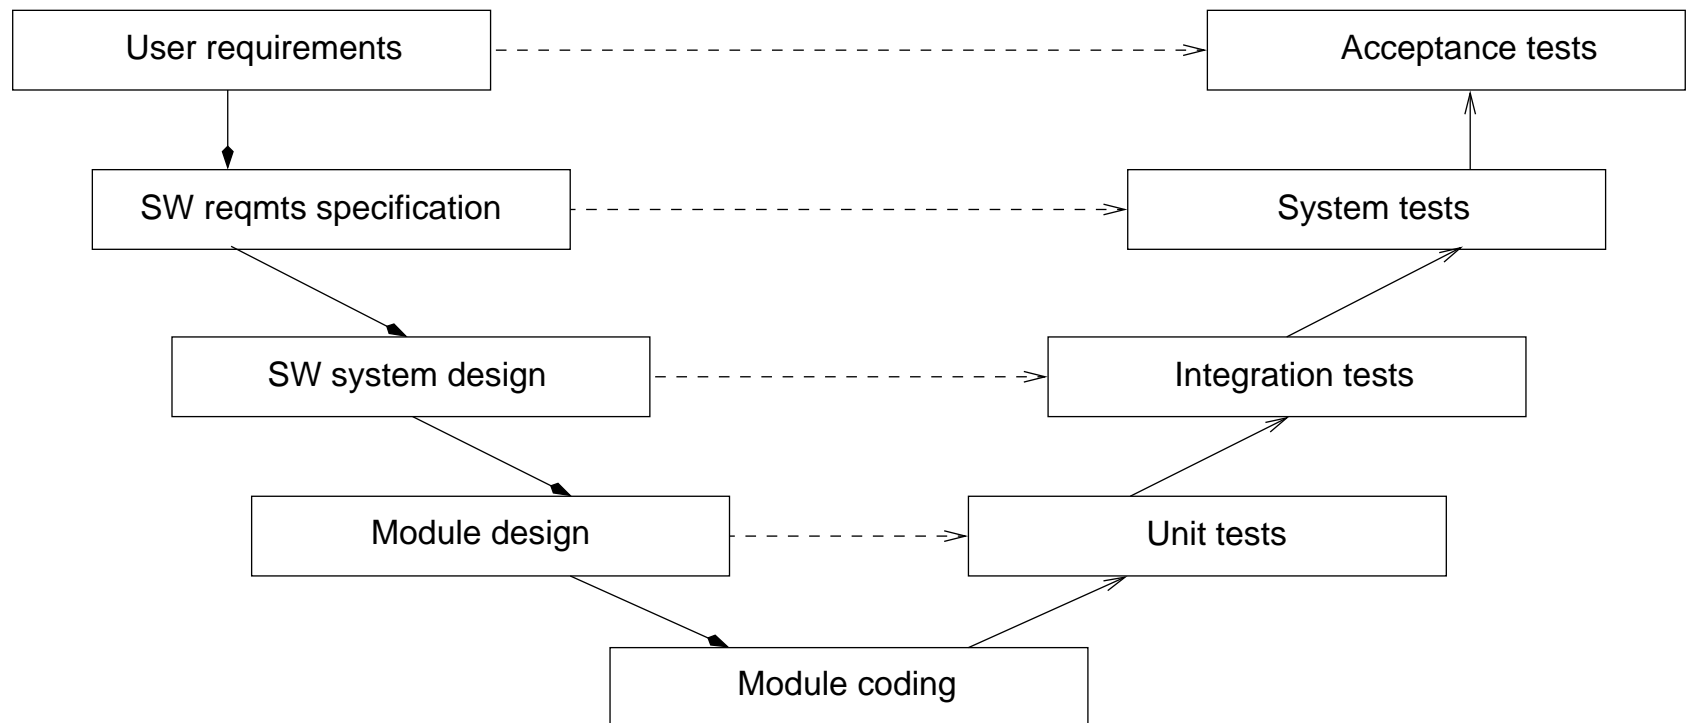 User requirements
Acceptance tests
SW reqmts specification
System tests
SW system design
Integration tests
Module design
Unit tests
Module coding